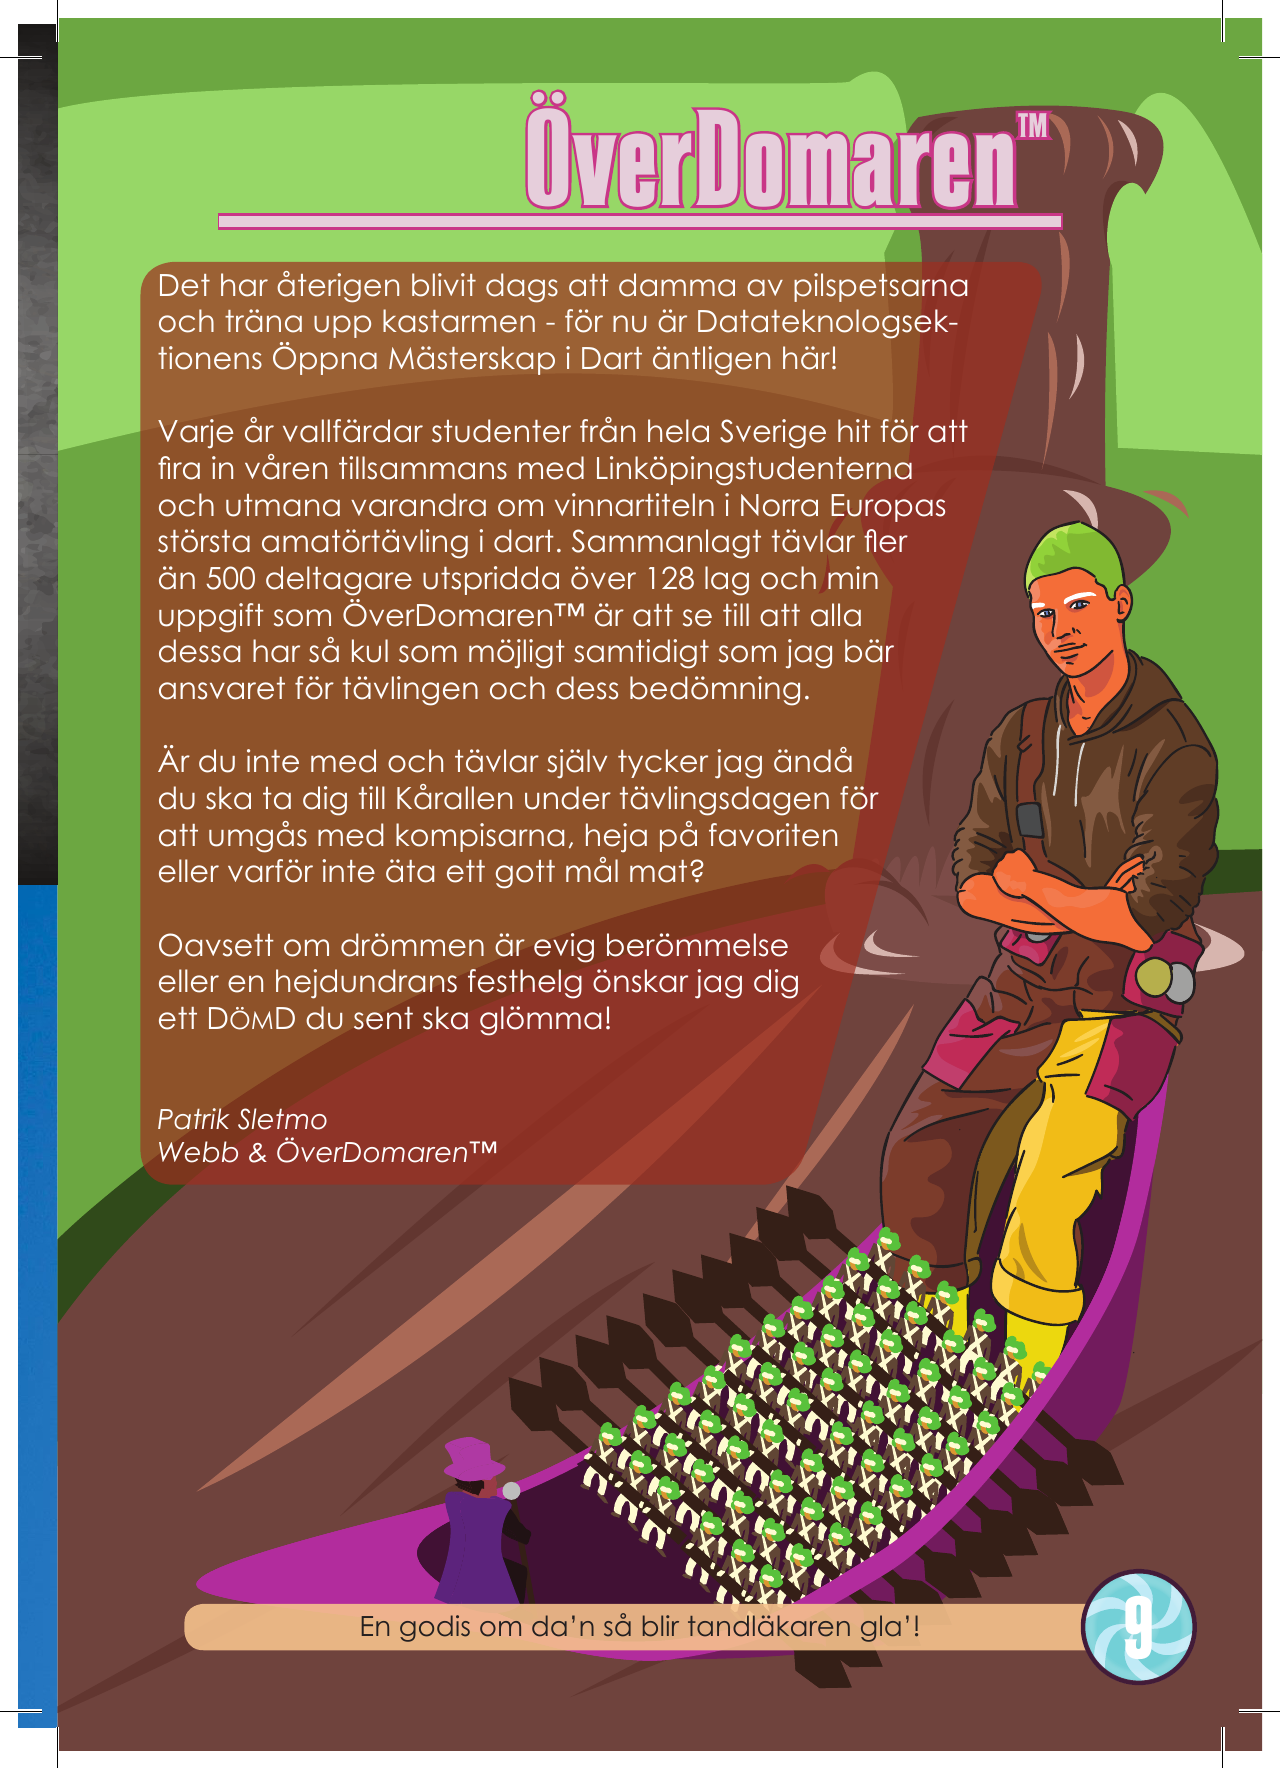 ÖverDomaren™
Det har återigen blivit dags att damma av pilspetsarna
och träna upp kastarmen - för nu är Datateknologsek-
tionens Öppna Mästerskap i Dart äntligen här!
Varje år vallfärdar studenter från hela Sverige hit för att
fira in våren tillsammans med Linköpingstudenterna
och utmana varandra om vinnartiteln i Norra Europas
största amatörtävling i dart. Sammanlagt tävlar fler
än 500 deltagare utspridda över 128 lag och min
uppgift som ÖverDomaren™ är att se till att alla
dessa har så kul som möjligt samtidigt som jag bär
ansvaret för tävlingen och dess bedömning.
Är du inte med och tävlar själv tycker jag ändå
du ska ta dig till Kårallen under tävlingsdagen för
att umgås med kompisarna, heja på favoriten
eller varför inte äta ett gott mål mat?
Oavsett om drömmen är evig berömmelse
eller en hejdundrans festhelg önskar jag dig
ett DÖMD du sent ska glömma!
Patrik Sletmo
Webb & ÖverDomaren™
En godis om da’n så blir tandläkaren gla’!
9